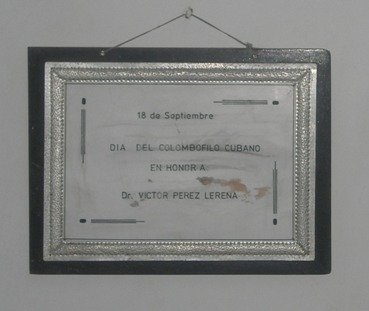 18 de Septiembre
DIA DEL COLOMBOFILO CUBANO
EN HONOR A
Dr. VICTOR PEREZ LERENA